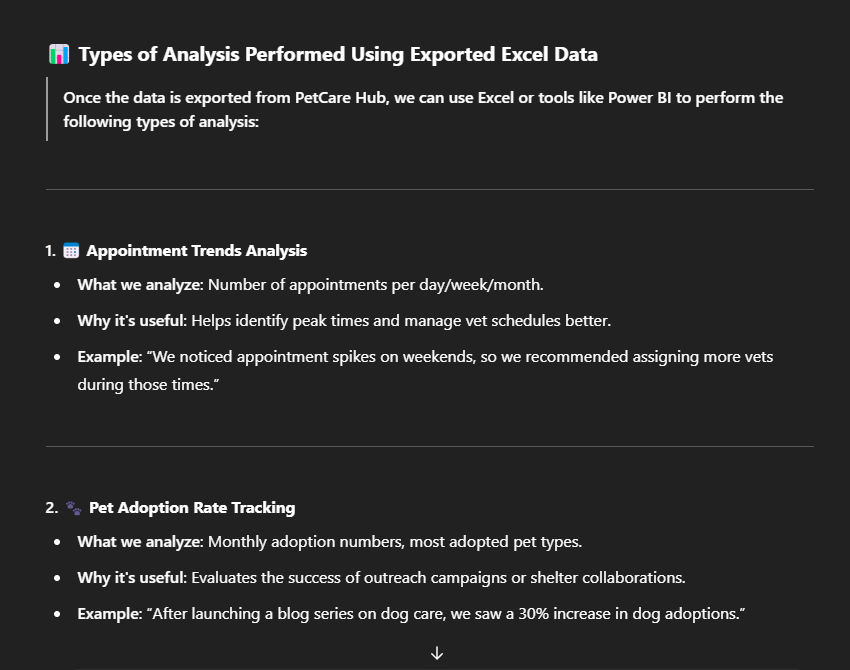 📊 Types of Analysis Performed Using Exported Excel Data
Once the data is exported from PetCare Hub, we can use Excel or tools like Power BI to perform the
following types of analysis:
1. 📅 Appointment Trends Analysis
• What we analyze: Number of appointments per day/week/month.
• Why it's useful: Helps identify peak times and manage vet schedules better.
• Example: “We noticed appointment spikes on weekends, so we recommended assigning more vets
during those times.”
2. 🐾 Pet Adoption Rate Tracking
• What we analyze: Monthly adoption numbers, most adopted pet types.
• Why it's useful: Evaluates the success of outreach campaigns or shelter collaborations.
• Example: “After launching a blog series on dog care, we saw a 30% increase in dog adoptions.”